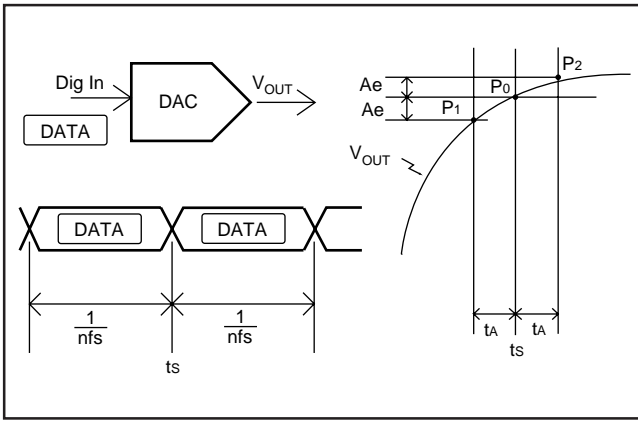 Dig In
DAC
VOUT
DATA
DATA
DATA
1
nfs
1
nfs
ts
Ae
Ae
P1
P0
P2
VOUT
tA
tA
ts